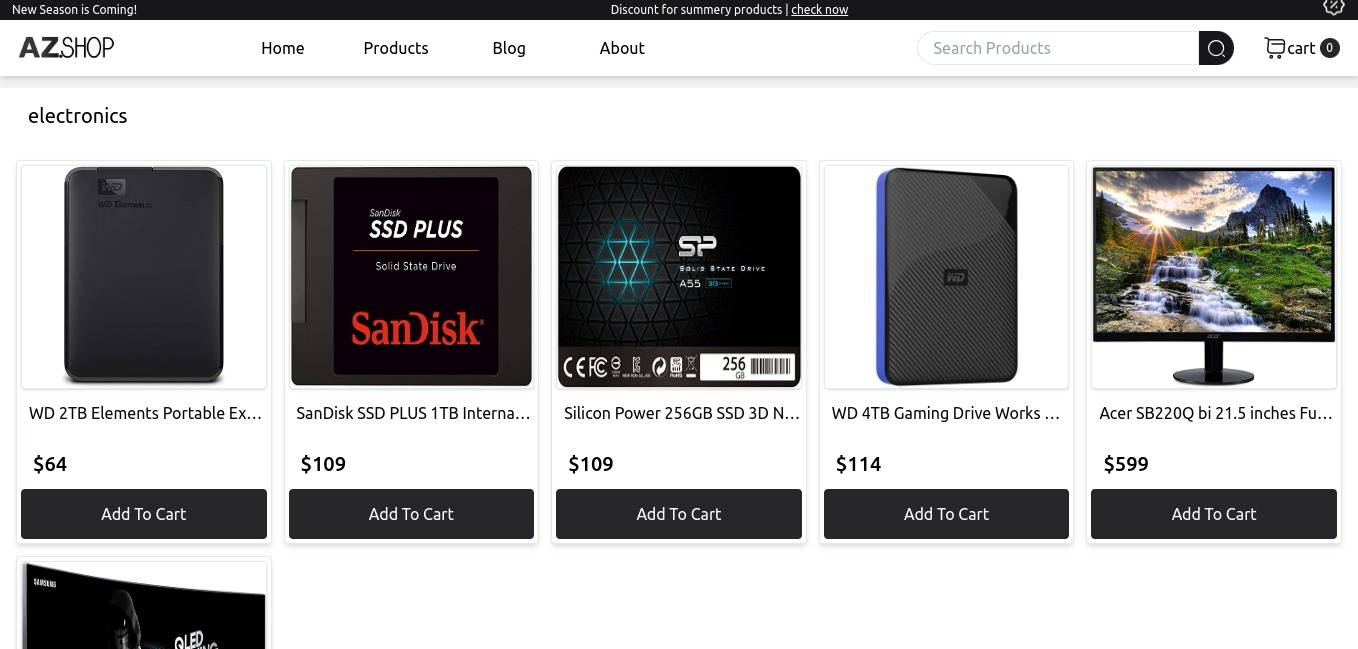 New Season is Coming!
Discount for summery products | check now
AZ.SHOP
Home
Products
Blog
About
Search Products
cart 0
electronics
WD
WD Elements
SanDisk
SSD PLUS
Solid State Drive
SanDisk
SP
SOLID STATE DRIVE
A55
256
GB
WD
acer
WD 2TB Elements Portable Ex...
SanDisk SSD PLUS 1TB Interna...
Silicon Power 256GB SSD 3D N...
WD 4TB Gaming Drive Works ...
Acer SB220Q bi 21.5 inches Fu...
$64
$109
$109
$114
$599
Add To Cart
Add To Cart
Add To Cart
Add To Cart
Add To Cart
SAMSUNG
QLED